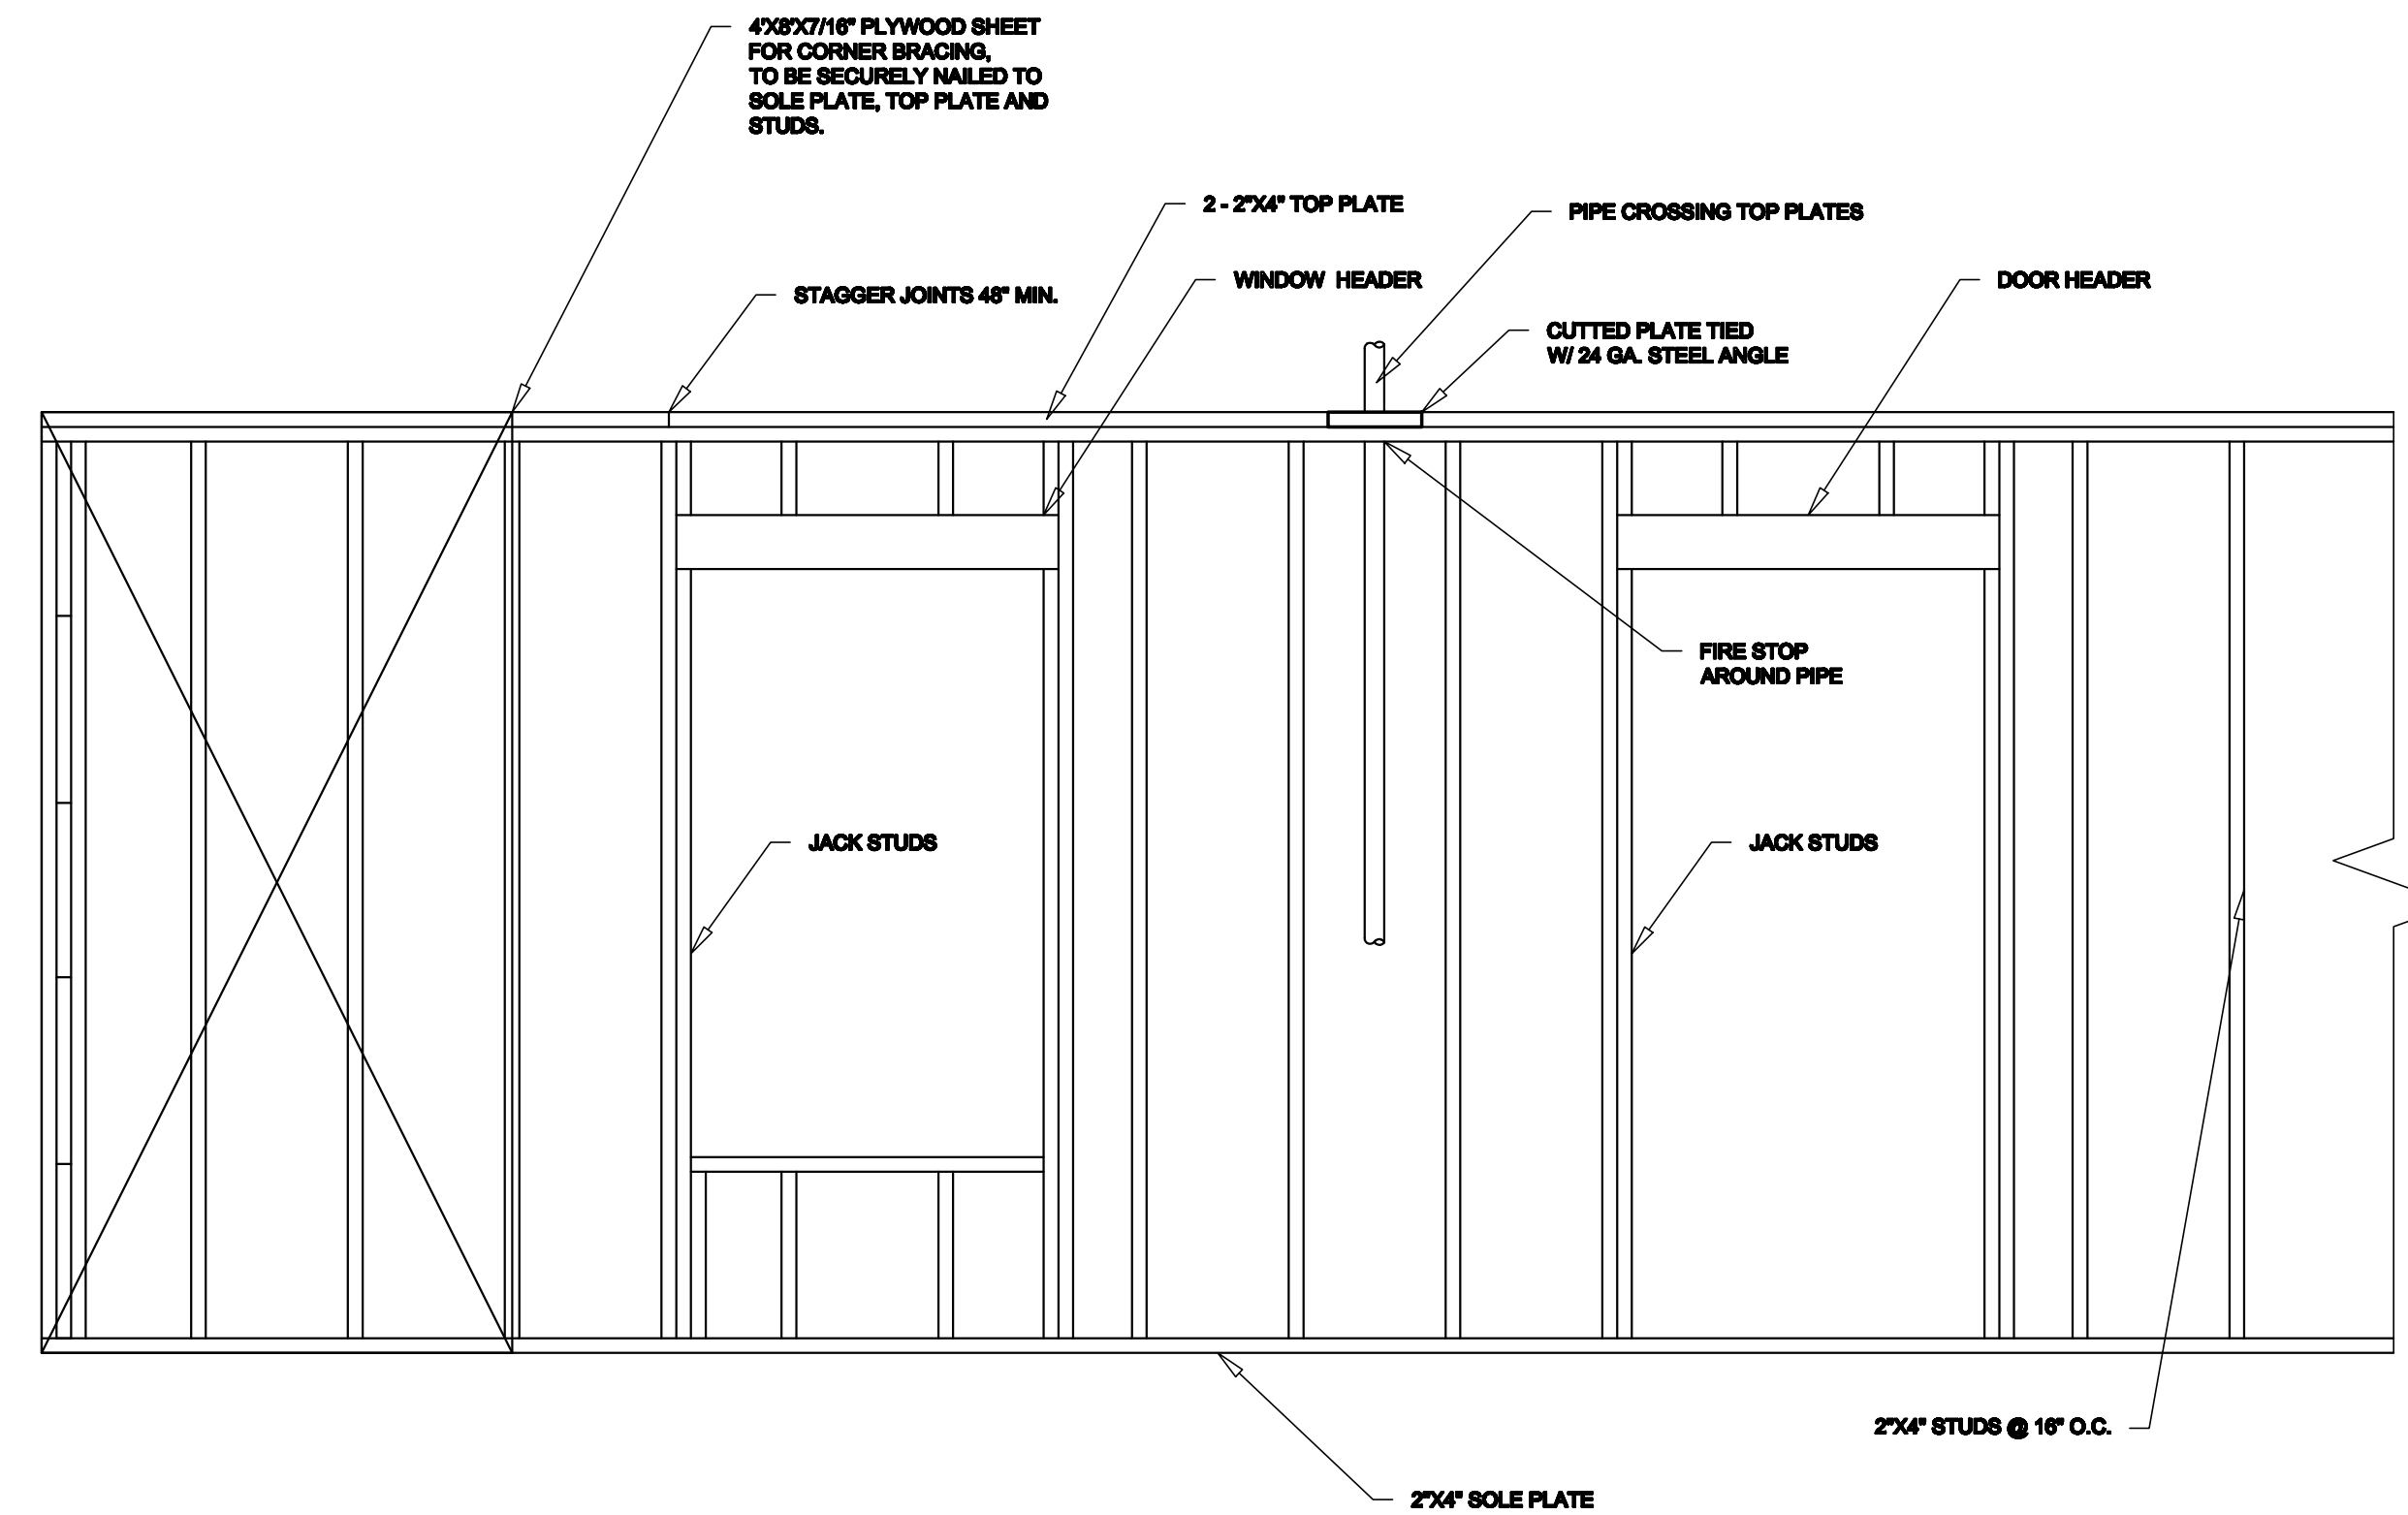 4'X8'X7/16" PLYWOOD SHEET
FOR CORNER BRACING,
TO BE SECURELY NAILED TO
SOLE PLATE, TOP PLATE AND
STUDS.
2 - 2"X4" TOP PLATE
PIPE CROSSING TOP PLATES
WINDOW HEADER
DOOR HEADER
STAGGER JOINTS 48" MIN.
CUTTED PLATE TIED
W/ 24 GA. STEEL ANGLE
FIRE STOP
AROUND PIPE
JACK STUDS
JACK STUDS
2"X4" STUDS @ 16" O.C.
2"X4" SOLE PLATE